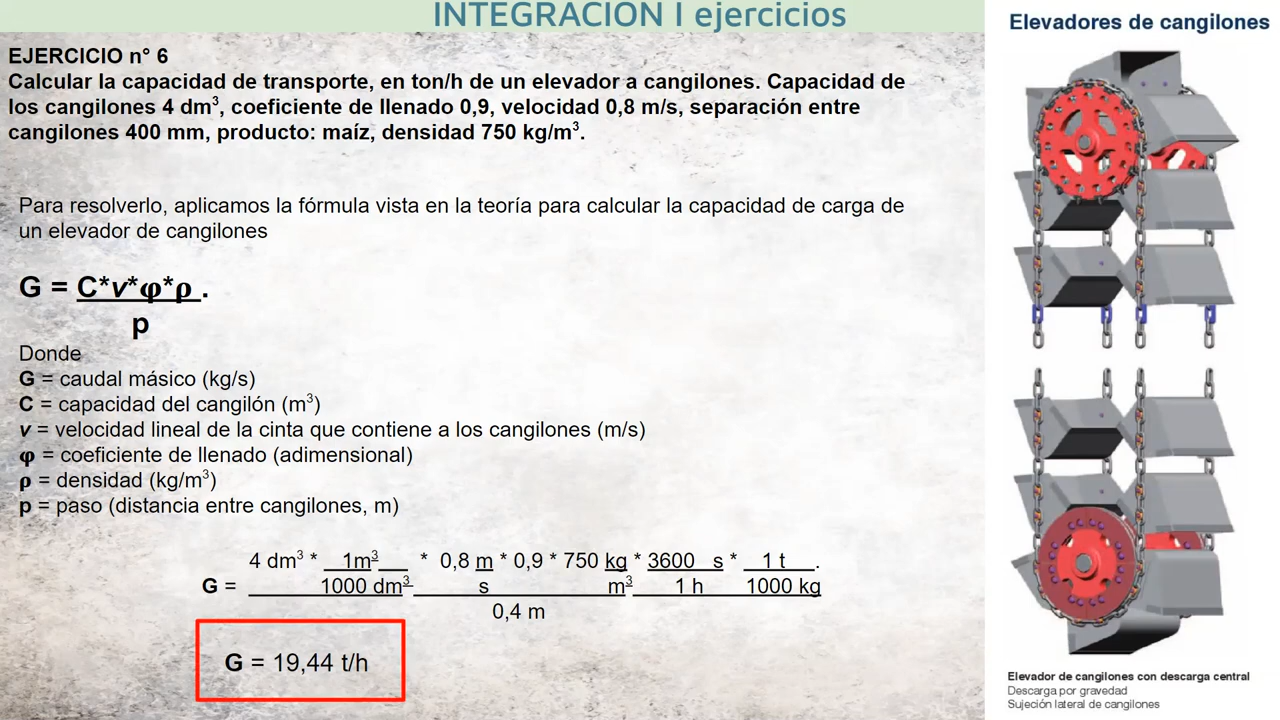 INTEGRACION I ejercicios
EJERCICIO n° 6
Calcular la capacidad de transporte, en ton/h de un elevador a cangilones. Capacidad de
los cangilones 4 dm³, coeficiente de llenado 0,9, velocidad 0,8 m/s, separación entre
cangilones 400 mm, producto: maíz, densidad 750 kg/m³.
Para resolverlo, aplicamos la fórmula vista en la teoría para calcular la capacidad de carga de
un elevador de cangilones
G = C*v*φ*ρ .
p
Donde
G = caudal másico (kg/s)
C = capacidad del cangilón (m³)
v = velocidad lineal de la cinta que contiene a los cangilones (m/s)
φ = coeficiente de llenado (adimensional)
ρ = densidad (kg/m³)
p = paso (distancia entre cangilones, m)
4 dm³ * 1m³ * 0,8 m * 0,9 * 750 kg * 3600 s * 1 t .
G = 1000 dm³ s m³ 1 h 1000 kg
0,4 m
G = 19,44 t/h
Elevadores de cangilones
Elevador de cangilones con descarga central
Descarga por gravedad
Sujeción lateral de cangilones